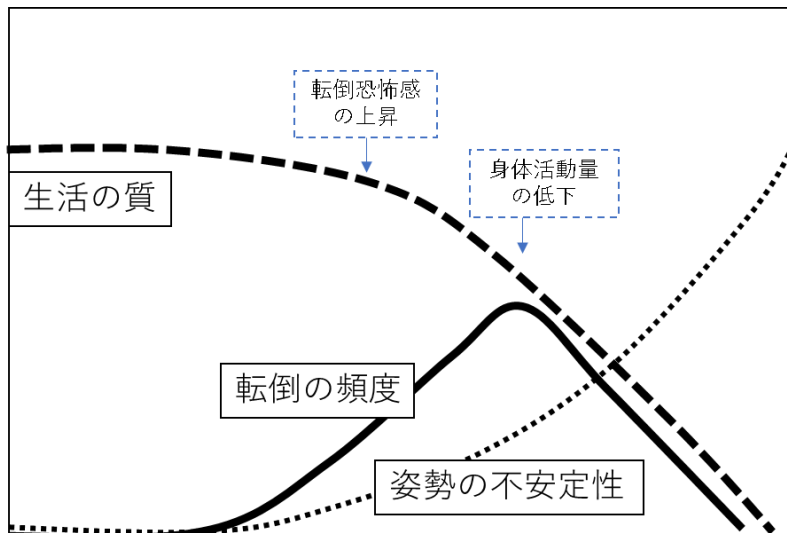 転倒恐怖感
の上昇
身体活動量
の低下
生活の質
転倒の頻度
姿勢の不安定性